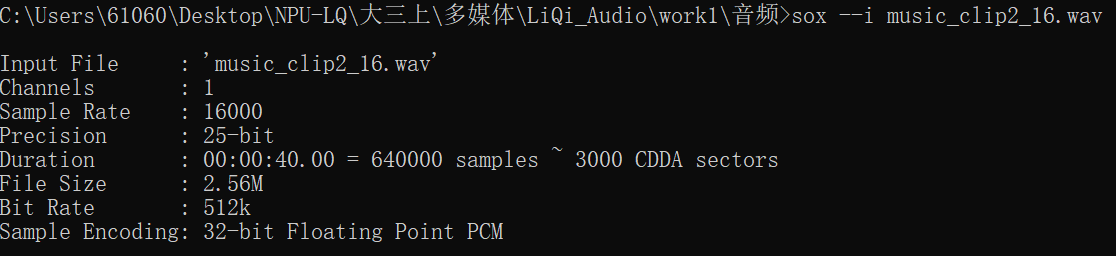 C:\Users\61060\Desktop\NPU-LQ\大三上\多媒体\LiQi_Audio\work1\音频>sox --i music_clip2_16.wav
Input File     : 'music_clip2_16.wav'
Channels       : 1
Sample Rate    : 16000
Precision      : 25-bit
Duration       : 00:00:40.00 = 640000 samples ~ 3000 CDDA sectors
File Size      : 2.56M
Bit Rate       : 512k
Sample Encoding: 32-bit Floating Point PCM